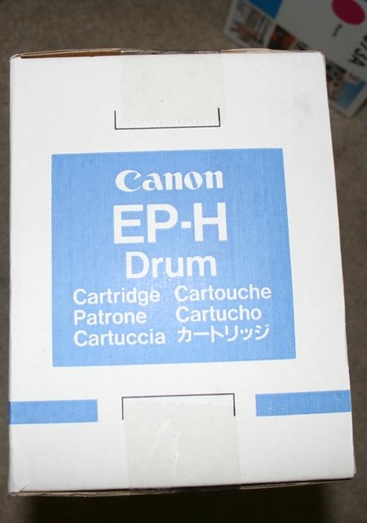 Canon
EP-H
Drum
Cartridge Cartouche
Patrone Cartucho
Cartuccia カートリッジ